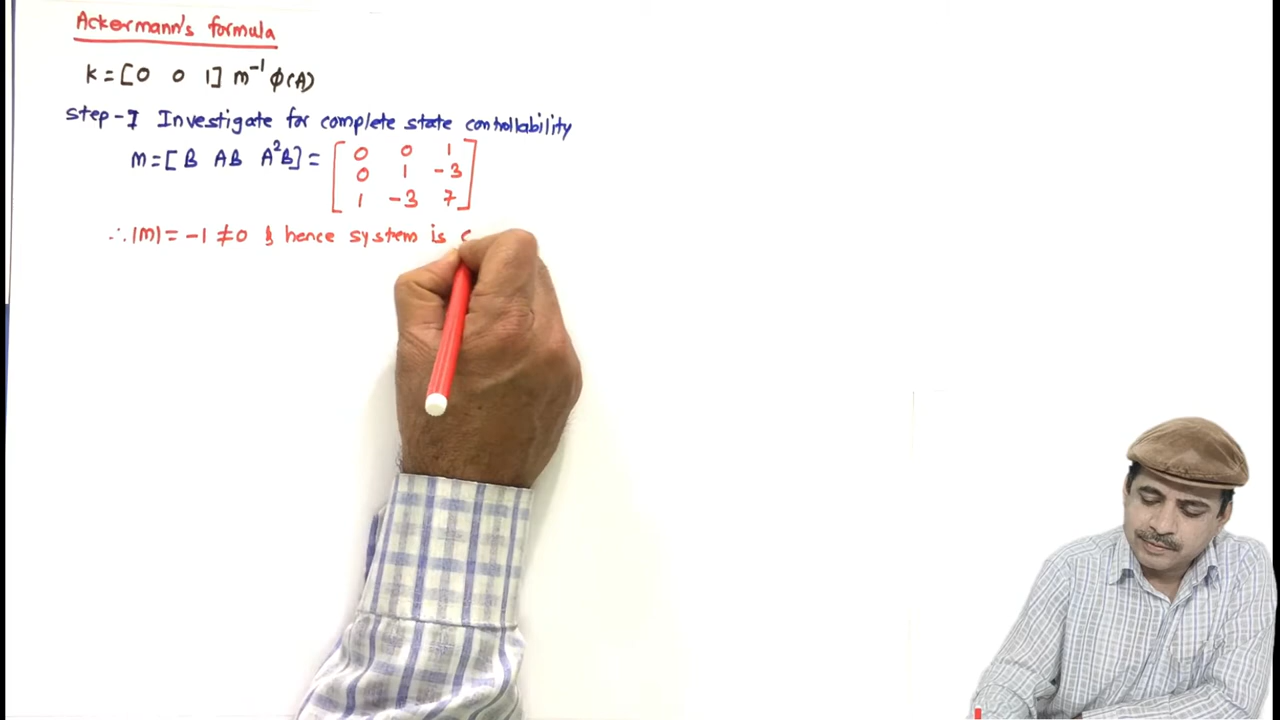 Ackermann's formula
K = [0 0 1] m⁻¹ φ(A)
Step-1 Investigate for complete state controllability
m = [B AB A²B] = [0 0 1
0 1 -3
1 -3 7]
∴ |m| = -1 ≠ 0 & hence system is c